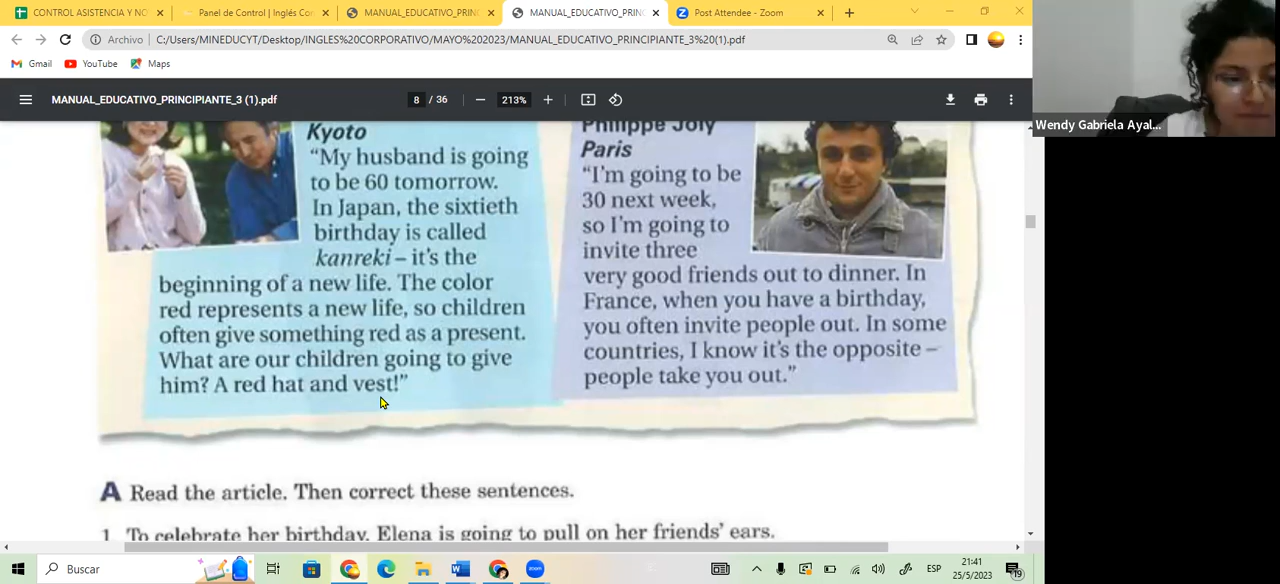 CONTROL ASISTENCIA Y NO
Panel de Control | Inglés Cor
MANUAL_EDUCATIVO_PRIN
MANUAL_EDUCATIVO_PRIN
Post Attendee - Zoom
Archivo
C:/Users/MINEDUCYT/Desktop/INGLES%20CORPORATIVO/MAYO%202023/MANUAL_EDUCATIVO_PRINCIPIANTE_3%20(1).pdf
Gmail
YouTube
Maps
MANUAL_EDUCATIVO_PRINCIPIANTE_3 (1).pdf
8 / 36
213%
Wendy Gabriela Ayal...
Kyoto
“My husband is going
to be 60 tomorrow.
In Japan, the sixtieth
birthday is called
kanreki – it's the
beginning of a new life. The color
red represents a new life, so children
often give something red as a present.
What are our children going to give
him? A red hat and vest!”
Philippe Joly
Paris
“I'm going to be
30 next week,
so I'm going to
invite three
very good friends out to dinner. In
France, when you have a birthday,
you often invite people out. In some
countries, I know it's the opposite –
people take you out.”
A Read the article. Then correct these sentences.
1. To celebrate her birthday, Elena is going to pull on her friends' ears.
Buscar
ESP
21:41
25/5/2023
19